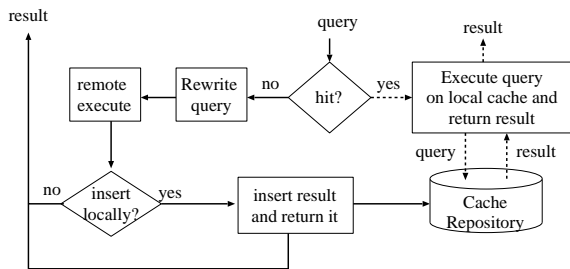 result
query
result
remote
execute
Rewrite
query
no
hit?
yes
Execute query
on local cache and
return result
query
result
no
insert
locally?
yes
insert result
and return it
Cache
Repository